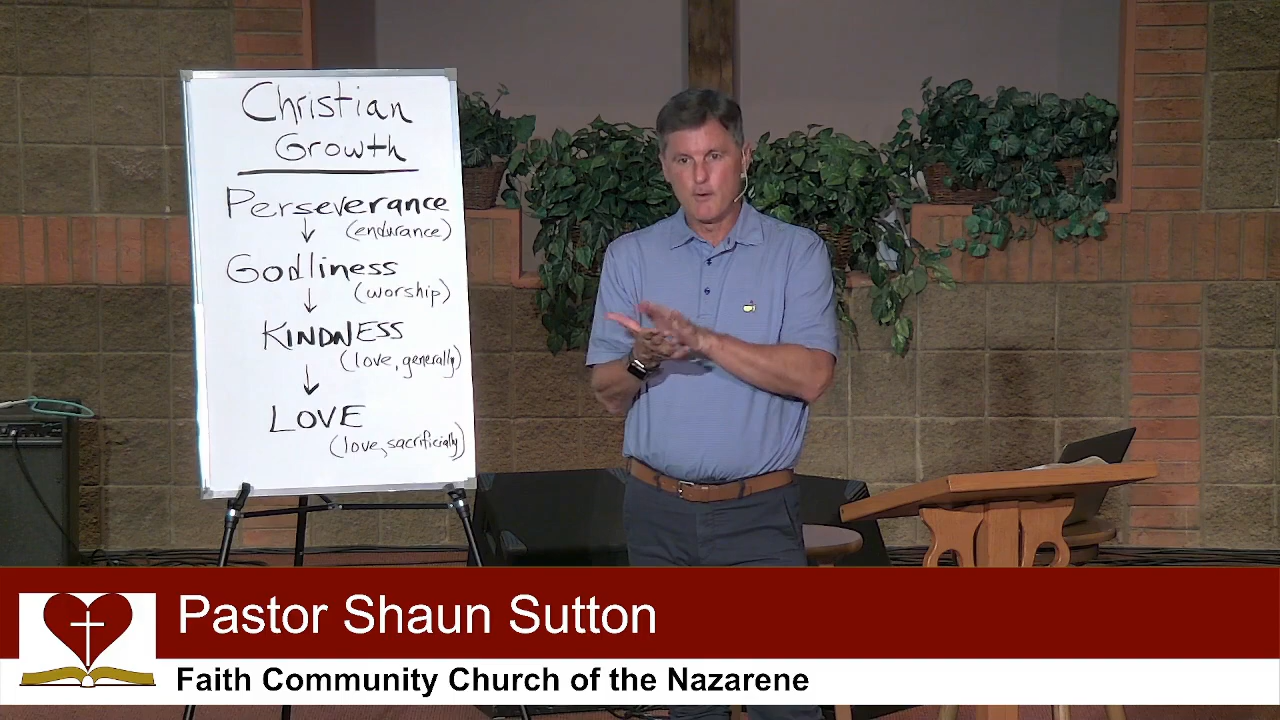 Christian
Growth
Perseverance
(endurance)
Godliness
(worship)
KINDNESS
(love, generally)
LOVE
(love, sacrificially)
Pastor Shaun Sutton
Faith Community Church of the Nazarene